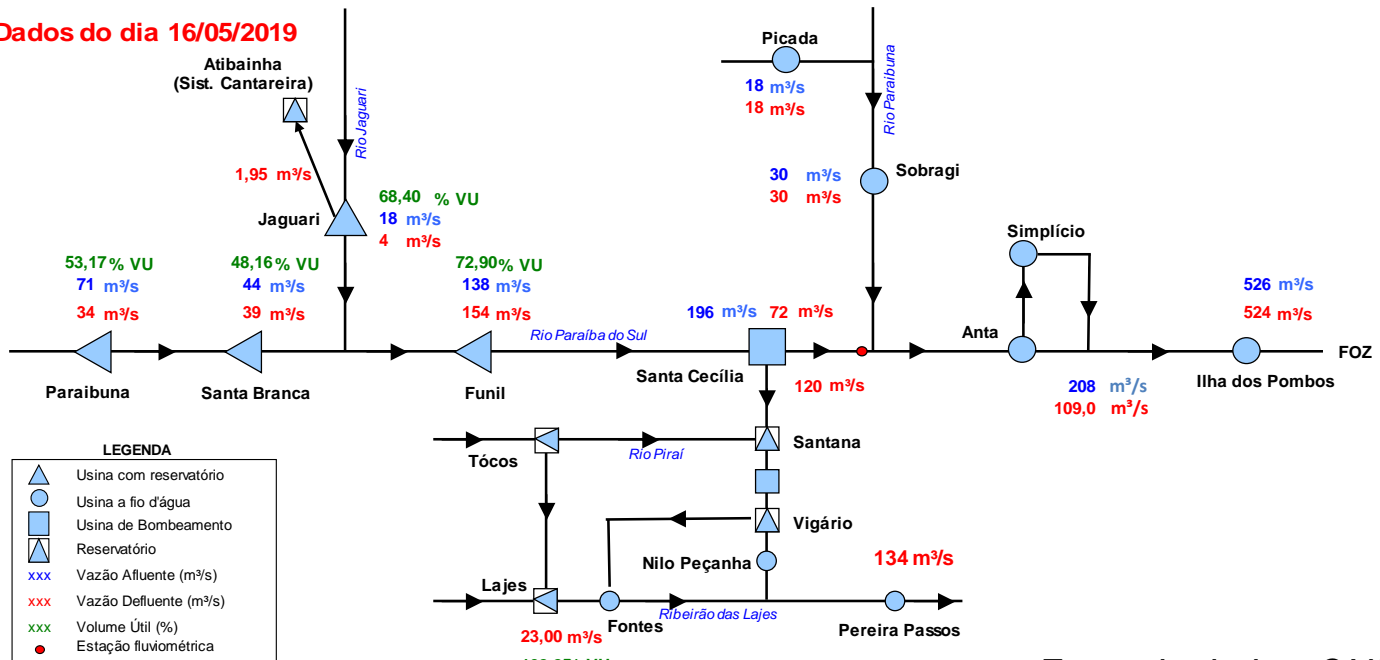 Dados do dia 16/05/2019
Atibainha
(Sist. Cantareira)
Rio Jaguari
1,95 m³/s
Jaguari
68,40 % VU
18 m³/s
4 m³/s
Picada
18 m³/s
18 m³/s
Rio Paraibuna
30 m³/s
30 m³/s
Sobragi
Simplício
53,17% VU
71 m³/s
34 m³/s
48,16% VU
44 m³/s
39 m³/s
72,90% VU
138 m³/s
154 m³/s
196 m³/s 72 m³/s
526 m³/s
524 m³/s
Rio Paraíba do Sul
Anta
FOZ
Paraibuna
Santa Branca
Funil
Santa Cecília
120 m³/s
208 m³/s
109,0 m³/s
Ilha dos Pombos
Tócos
Rio Piraí
Santana
Vigário
Nilo Peçanha
134 m³/s
Lajes
Fontes
Ribeirão das Lajes
Pereira Passos
23,00 m³/s
LEGENDA
Usina com reservatório
Usina a fio d'água
Usina de Bombeamento
Reservatório
xxx Vazão Afluente (m³/s)
xxx Vazão Defluente (m³/s)
xxx Volume Útil (%)
Estação fluviométrica